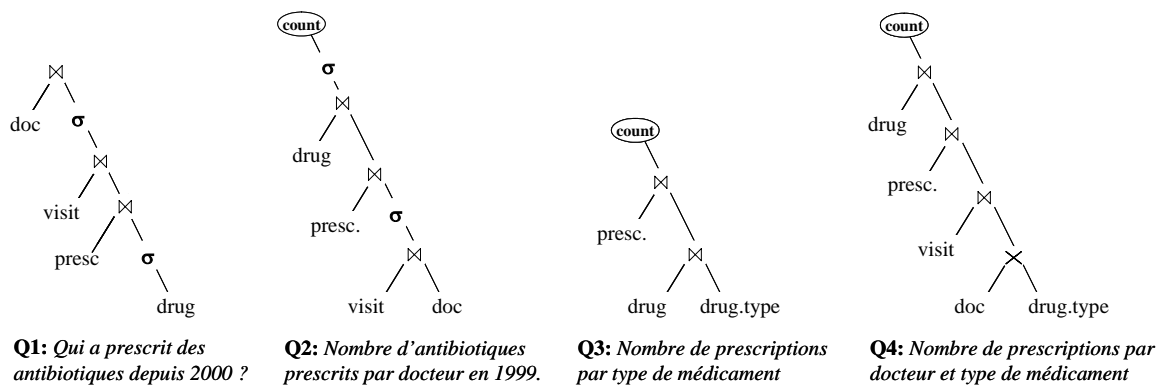 doc
σ
visit
presc
σ
drug
Q1: Qui a prescrit des
antibiotiques depuis 2000 ?
count
σ
drug
presc.
σ
visit doc
Q2: Nombre d'antibiotiques
prescrits par docteur en 1999.
count
presc.
drug drug.type
Q3: Nombre de prescriptions
par type de médicament
count
drug
presc.
visit
doc drug.type
Q4: Nombre de prescriptions par
docteur et type de médicament